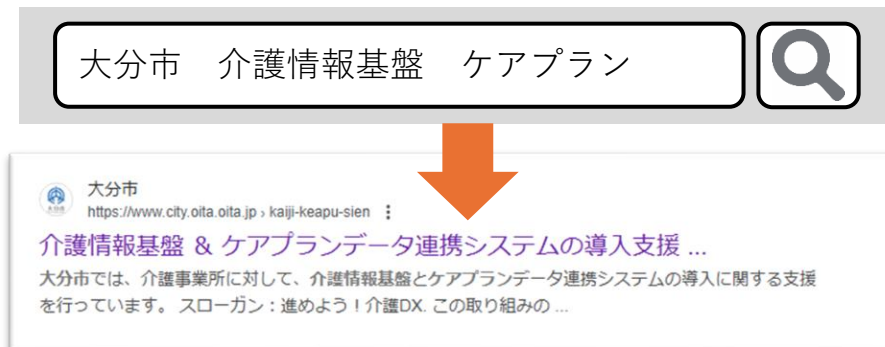 大分市　介護情報基盤　ケアプラン
大分市
https://www.city.oita.oita.jp › kaiji-keapu-sien
介護情報基盤 & ケアプランデータ連携システムの導入支援 ...
大分市では、介護事業所に対して、介護情報基盤とケアプランデータ連携システムの導入に関する支援
を行っています。 スローガン：進めよう！介護DX. この取り組みの ...